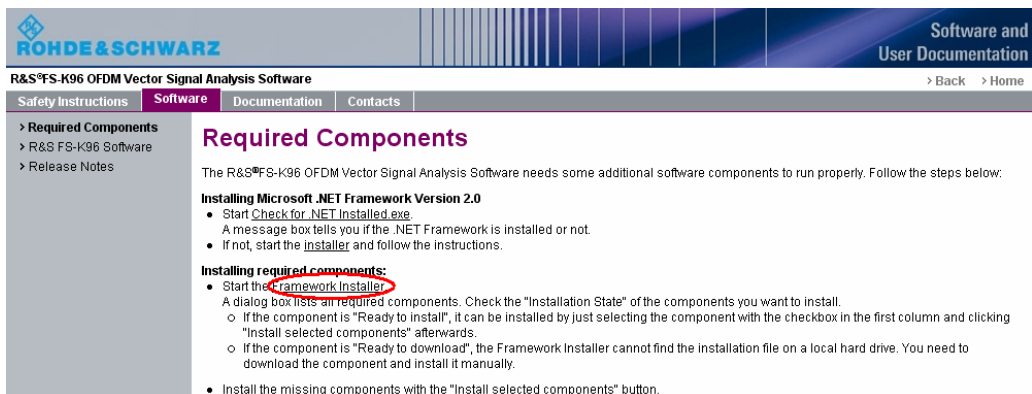 ROHDE&SCHWARZ
Software and
User Documentation
R&S®FS-K96 OFDM Vector Signal Analysis Software
> Back > Home
Safety Instructions Software Documentation Contacts
> Required Components
> R&S FS-K96 Software
> Release Notes
Required Components
The R&S®FS-K96 OFDM Vector Signal Analysis Software needs some additional software components to run properly. Follow the steps below:
Installing Microsoft .NET Framework Version 2.0
• Start Check for .NET Installed.exe.
A message box tells you if the .NET Framework is installed or not.
• If not, start the installer and follow the instructions.
Installing required components:
• Start the Framework Installer.
A dialog box lists all required components. Check the "Installation State" of the components you want to install.
o If the component is "Ready to install", it can be installed by just selecting the component with the checkbox in the first column and clicking
"Install selected components" afterwards.
o If the component is "Ready to download", the Framework Installer cannot find the installation file on a local hard drive. You need to
download the component and install it manually.
• Install the missing components with the "Install selected components" button.